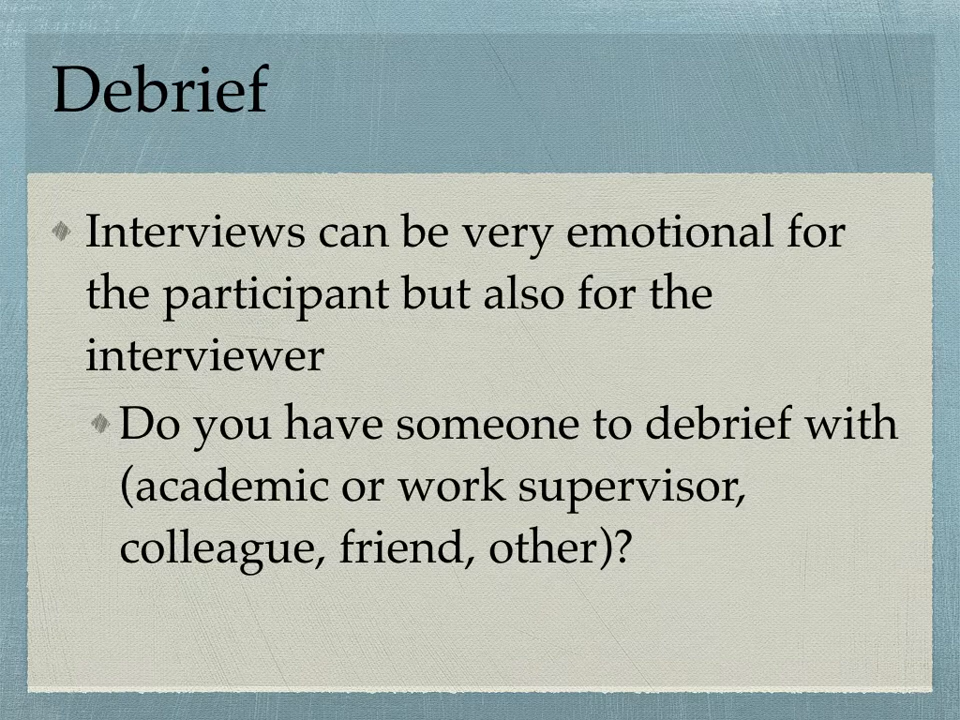 Debrief
Interviews can be very emotional for
the participant but also for the
interviewer
Do you have someone to debrief with
(academic or work supervisor,
colleague, friend, other)?